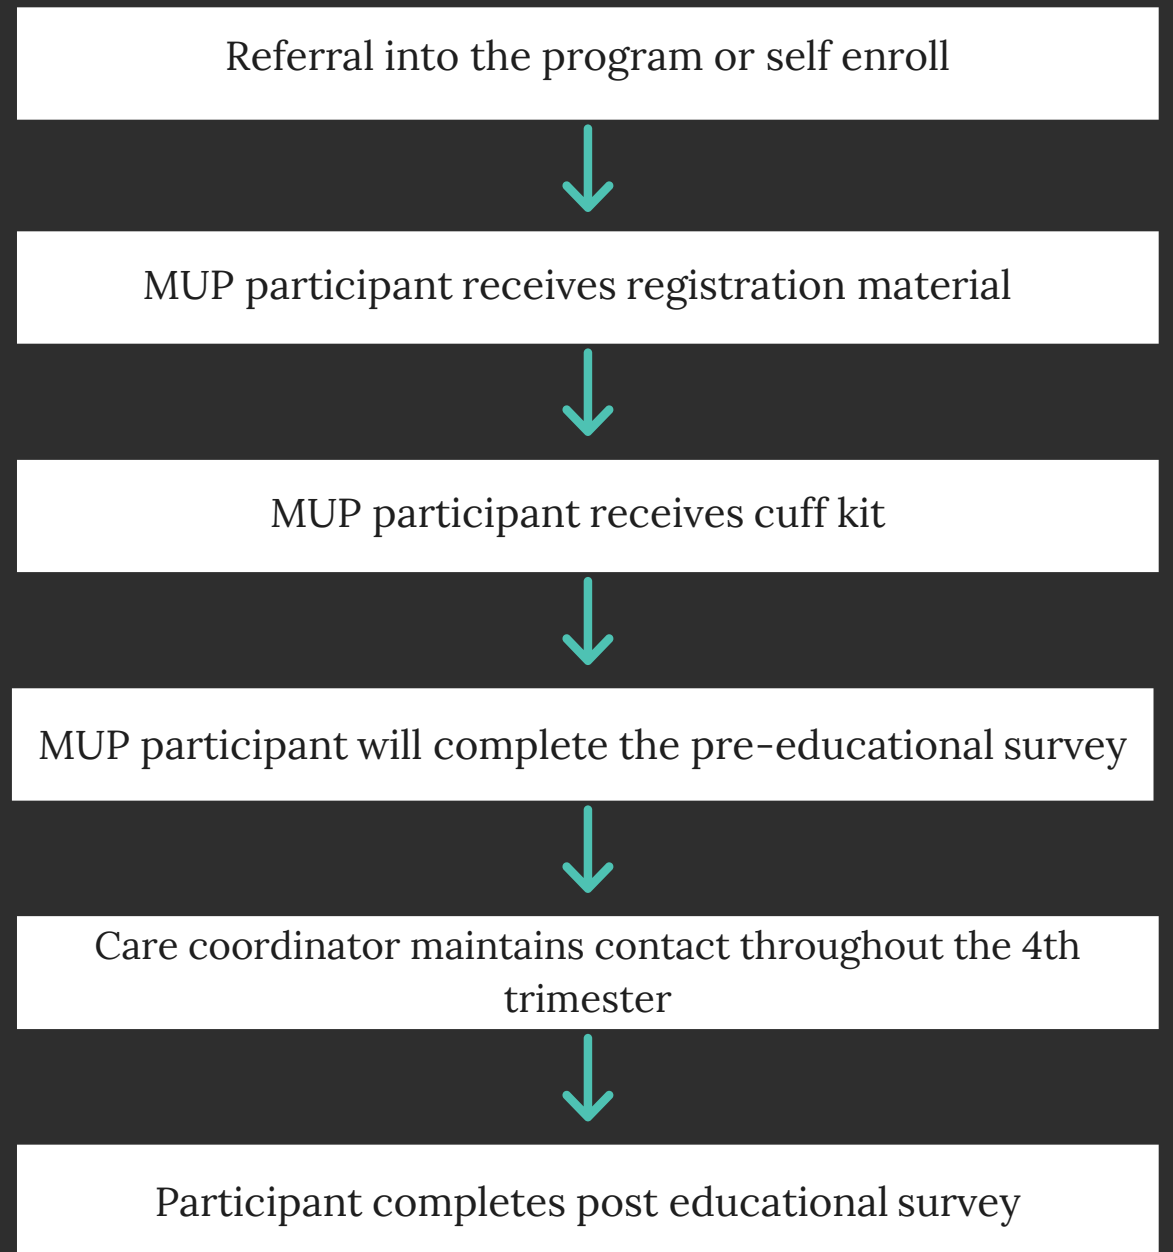 Referral into the program or self enroll
MUP participant receives registration material
MUP participant receives cuff kit
MUP participant will complete the pre-educational survey
Care coordinator maintains contact throughout the 4th
trimester
Participant completes post educational survey